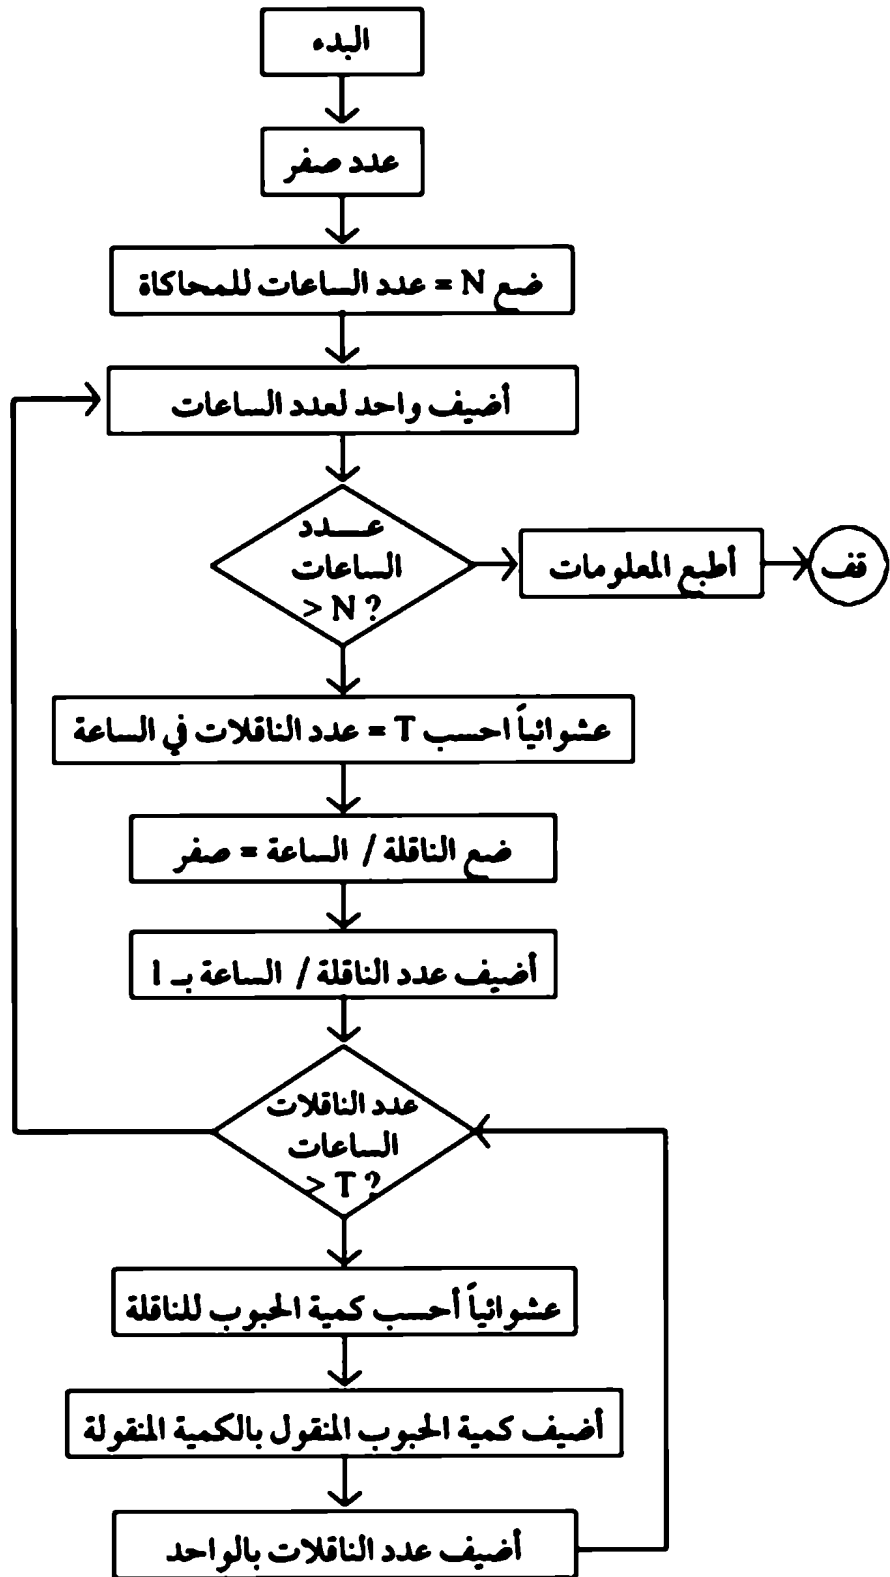 البدء
عدد صفر
ضع N = عدد الساعات للمحاكاة
أضيف واحد لعدد الساعات
عــدد
الساعات
> N ?
أطبع المعلومات
قف
عشوائياً احسب T = عدد الناقلات في الساعة
ضع الناقلة / الساعة = صفر
أضيف عدد الناقلة / الساعة بـ 1
عدد الناقلات
الساعات
> T ?
عشوائياً أحسب كمية الحبوب للناقلة
أضيف كمية الحبوب المنقول بالكمية المنقولة
أضيف عدد الناقلات بالواحد